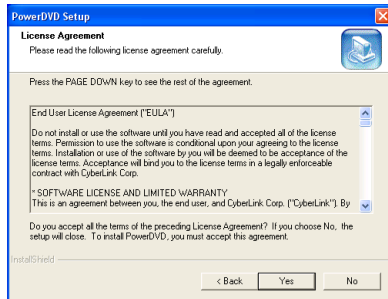 PowerDVD Setup
License Agreement
Please read the following license agreement carefully.
Press the PAGE DOWN key to see the rest of the agreement.
End User License Agreement ("EULA")
Do not install or use the software until you have read and accepted all of the license
terms. Permission to use the software is conditional upon your agreeing to the license
terms. Installation or use of the software by you will be deemed to be acceptance of the
license terms. Acceptance will bind you to the license terms in a legally enforceable
contract with CyberLink Corp.
* SOFTWARE LICENSE AND LIMITED WARRANTY
This is an agreement between you, the end user, and CyberLink Corp. ("CyberLink"). By
Do you accept all the terms of the preceding License Agreement? If you choose No, the
setup will close. To install PowerDVD, you must accept this agreement.
InstallShield
< Back
Yes
No